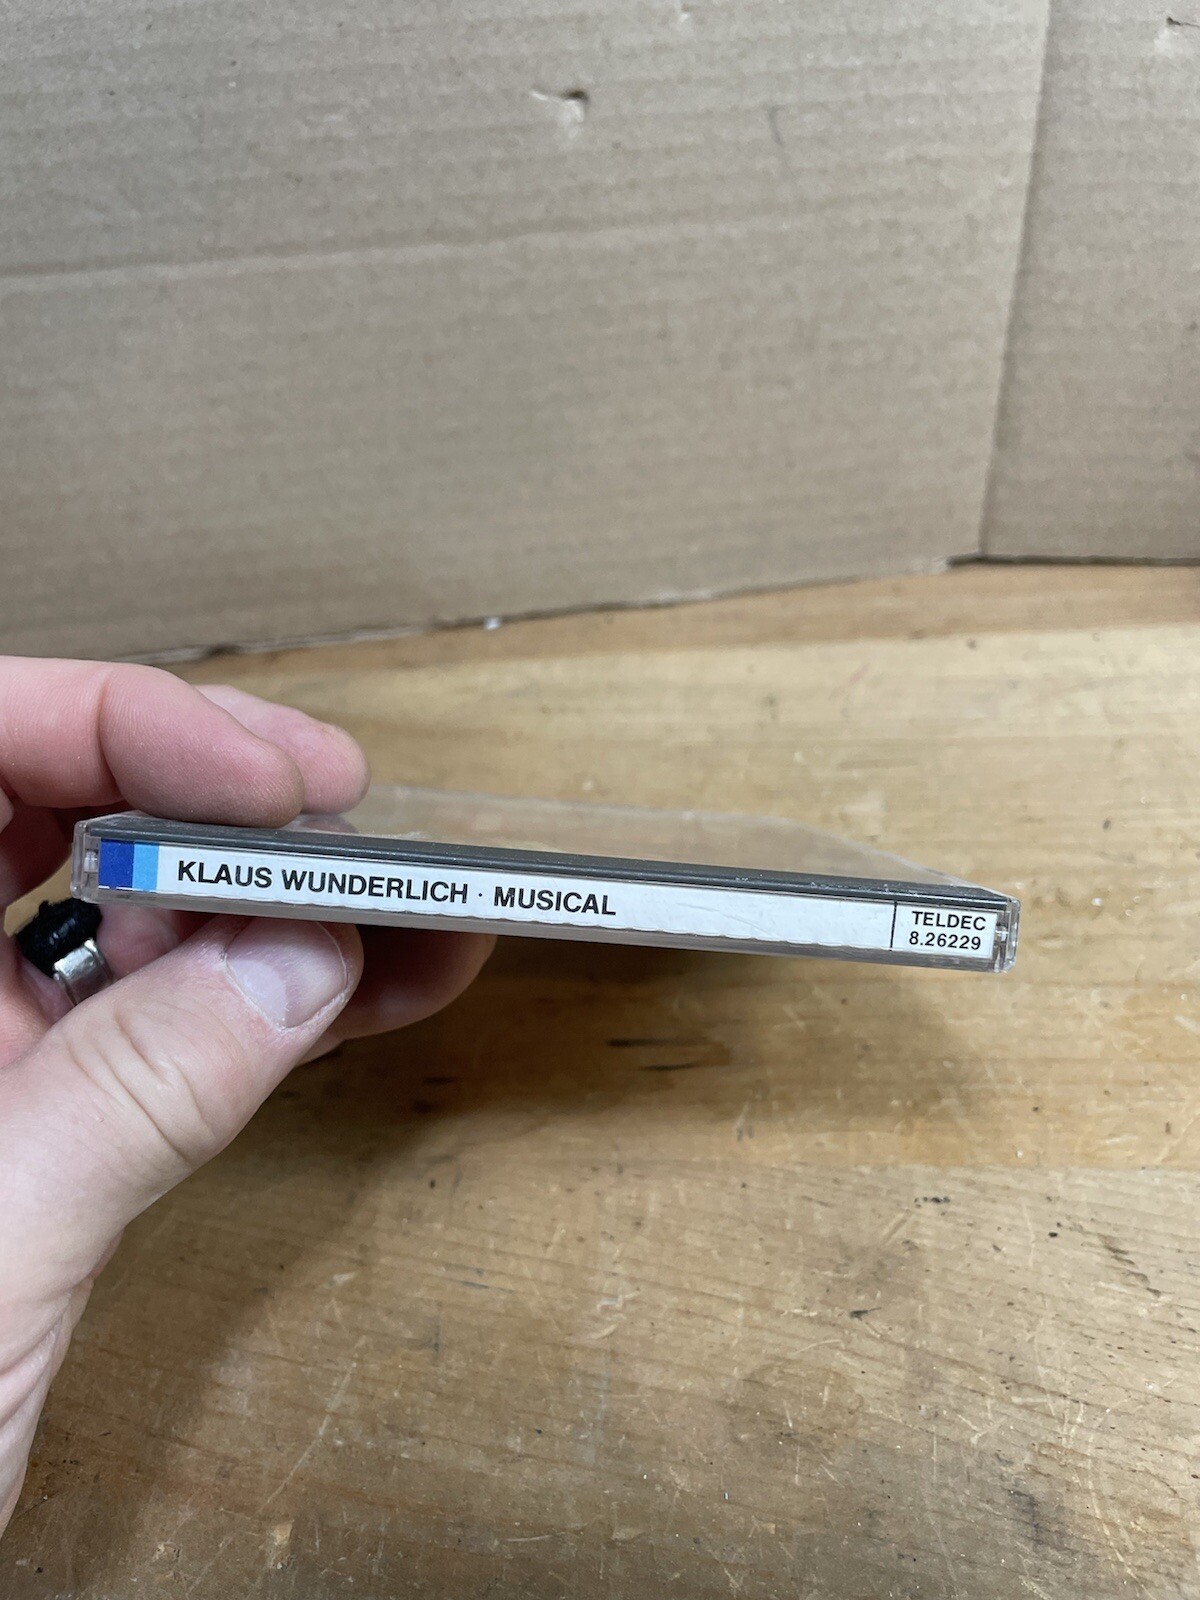 KLAUS WUNDERLICH · MUSICAL
TELDEC
8.26229